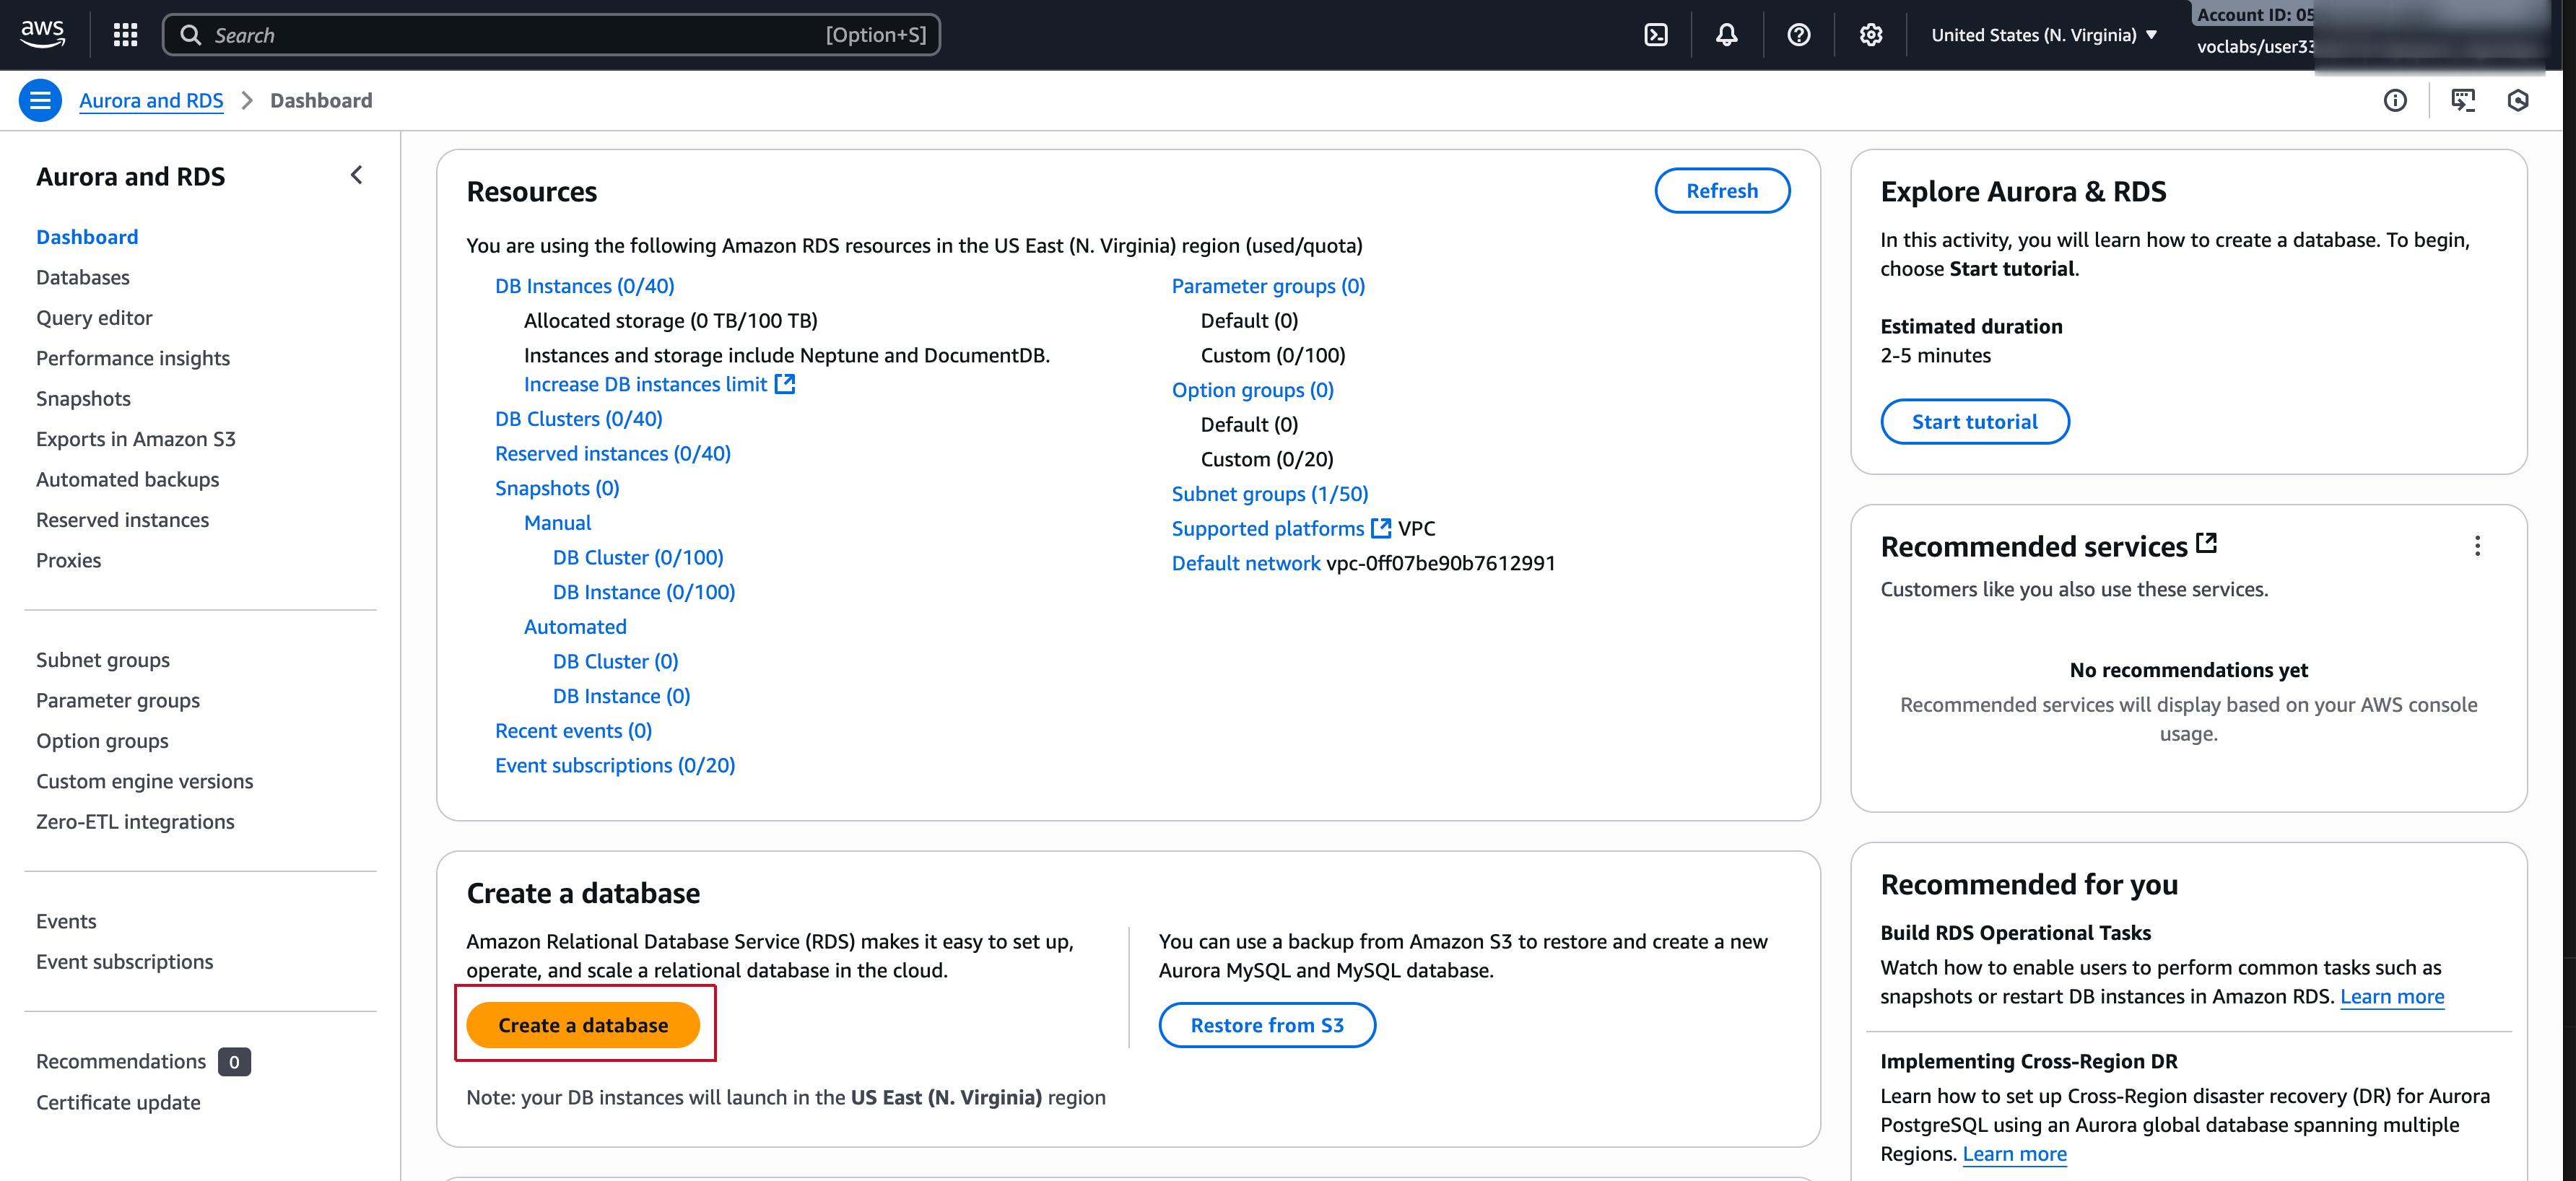 aws
Search
[Option+S]
United States (N. Virginia)
Account ID: 05
voclabs/user33
Aurora and RDS
Dashboard
Aurora and RDS
Dashboard
Databases
Query editor
Performance insights
Snapshots
Exports in Amazon S3
Automated backups
Reserved instances
Proxies
Subnet groups
Parameter groups
Option groups
Custom engine versions
Zero-ETL integrations
Events
Event subscriptions
Recommendations 0
Certificate update
Resources
Refresh
You are using the following Amazon RDS resources in the US East (N. Virginia) region (used/quota)
DB Instances (0/40)
Allocated storage (0 TB/100 TB)
Instances and storage include Neptune and DocumentDB.
Increase DB instances limit
DB Clusters (0/40)
Reserved instances (0/40)
Snapshots (0)
Manual
DB Cluster (0/100)
DB Instance (0/100)
Automated
DB Cluster (0)
DB Instance (0)
Recent events (0)
Event subscriptions (0/20)
Parameter groups (0)
Default (0)
Custom (0/100)
Option groups (0)
Default (0)
Custom (0/20)
Subnet groups (1/50)
Supported platforms VPC
Default network vpc-0ff07be90b7612991
Create a database
Amazon Relational Database Service (RDS) makes it easy to set up,
operate, and scale a relational database in the cloud.
Create a database
You can use a backup from Amazon S3 to restore and create a new
Aurora MySQL and MySQL database.
Restore from S3
Note: your DB instances will launch in the US East (N. Virginia) region
Explore Aurora & RDS
In this activity, you will learn how to create a database. To begin,
choose Start tutorial.
Estimated duration
2-5 minutes
Start tutorial
Recommended services
Customers like you also use these services.
No recommendations yet
Recommended services will display based on your AWS console
usage.
Recommended for you
Build RDS Operational Tasks
Watch how to enable users to perform common tasks such as
snapshots or restart DB instances in Amazon RDS. Learn more
Implementing Cross-Region DR
Learn how to set up Cross-Region disaster recovery (DR) for Aurora
PostgreSQL using an Aurora global database spanning multiple
Regions. Learn more